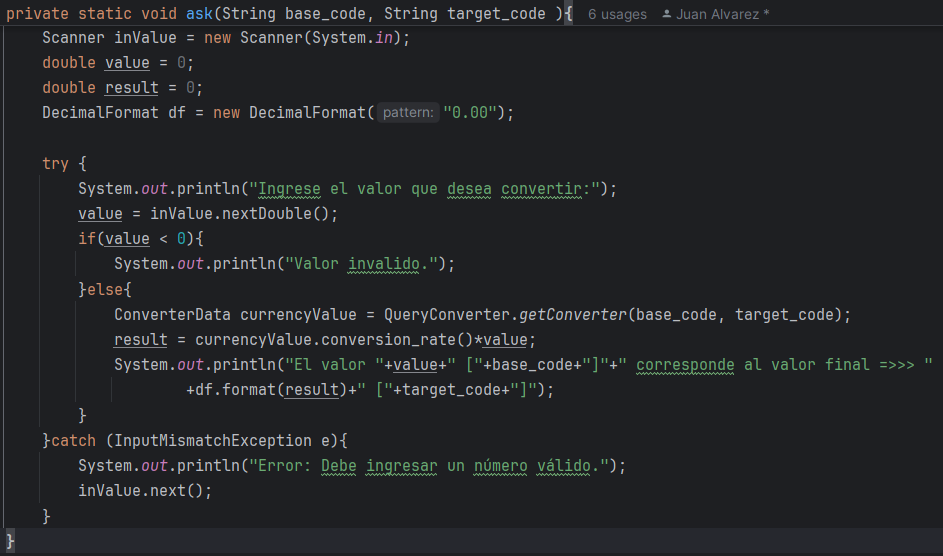 private static void ask(String base_code, String target_code ){ 6 usages Juan Alvarez *
    Scanner inValue = new Scanner(System.in);
    double value = 0;
    double result = 0;
    DecimalFormat df = new DecimalFormat( pattern: "0.00");

    try {
        System.out.println("Ingrese el valor que desea convertir:");
        value = inValue.nextDouble();
        if(value < 0){
            System.out.println("Valor invalido.");
        }else{
            ConverterData currencyValue = QueryConverter.getConverter(base_code, target_code);
            result = currencyValue.conversion_rate()*value;
            System.out.println("El valor "+value+" ["+base_code+"]"+" corresponde al valor final =>>> "
                    +df.format(result)+" ["+target_code+"]");
        }
    }catch (InputMismatchException e){
        System.out.println("Error: Debe ingresar un número válido.");
        inValue.next();
    }
}